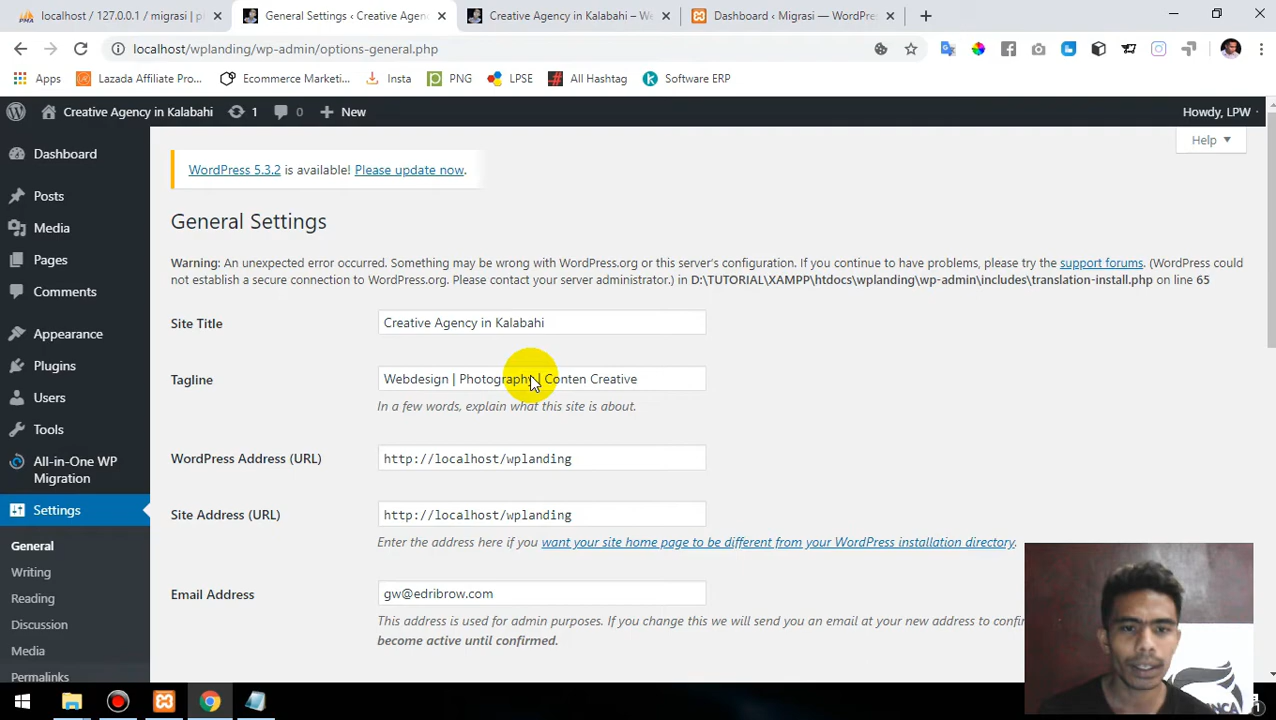 localhost / 127.0.0.1 / migrasi | p
General Settings ‹ Creative Agenc
Creative Agency in Kalabahi – We
Dashboard ‹ Migrasi — WordPres
localhost/wplanding/wp-admin/options-general.php
Apps
Lazada Affiliate Pro...
Ecommerce Marketi...
Insta
PNG
LPSE
All Hashtag
Software ERP
Creative Agency in Kalabahi
1
0
New
Howdy, LPW
Help
Dashboard
Posts
Media
Pages
Comments
Appearance
Plugins
Users
Tools
All-in-One WP
Migration
Settings
General
Writing
Reading
Discussion
Media
Permalinks
WordPress 5.3.2 is available! Please update now.
General Settings
Warning: An unexpected error occurred. Something may be wrong with WordPress.org or this server's configuration. If you continue to have problems, please try the support forums. (WordPress could
not establish a secure connection to WordPress.org. Please contact your server administrator.) in D:\TUTORIAL\XAMPP\htdocs\wplanding\wp-admin\includes\translation-install.php on line 65
Site Title
Creative Agency in Kalabahi
Tagline
Webdesign | Photography | Conten Creative
In a few words, explain what this site is about.
WordPress Address (URL)
http://localhost/wplanding
Site Address (URL)
http://localhost/wplanding
Enter the address here if you want your site home page to be different from your WordPress installation directory.
Email Address
gw@edribrow.com
This address is used for admin purposes. If you change this we will send you an email at your new address to confir
become active until confirmed.